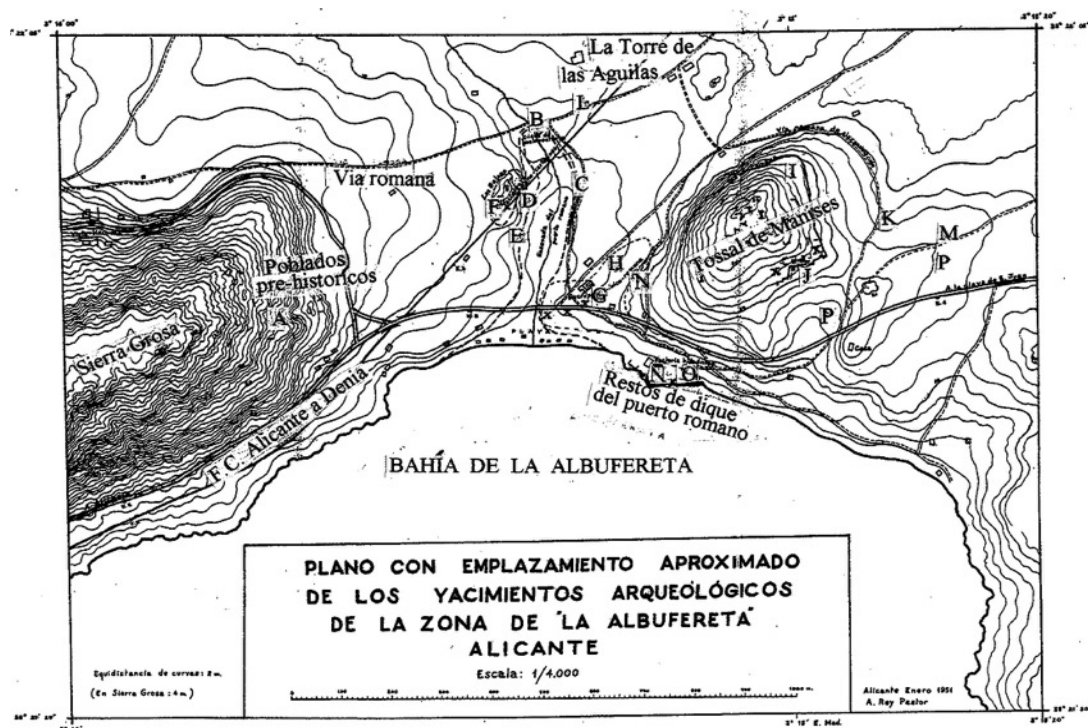 La Torre de
las Aguilas
L
B
Via romana
C
I
D
F
E
K
Tossal de Manises
M
H
P
Poblados
pre-historicos
N
J
G
A
P
Sierra Grosa
PLAYA
Casa
N O
Restos de dique
del puerto romano
F.C. Alicante a Denia
BAHÍA DE LA ALBUFERETA
PLANO CON EMPLAZAMIENTO APROXIMADO
DE LOS YACIMIENTOS ARQUEOLÓGICOS
DE LA ZONA DE "LA ALBUFERETA"
ALICANTE
Escala: 1/4.000
Equidistancia de curvas: 2 m.
(En Sierra Grosa: 4 m.)
Alicante Enero 1951
A. Rey Pastor